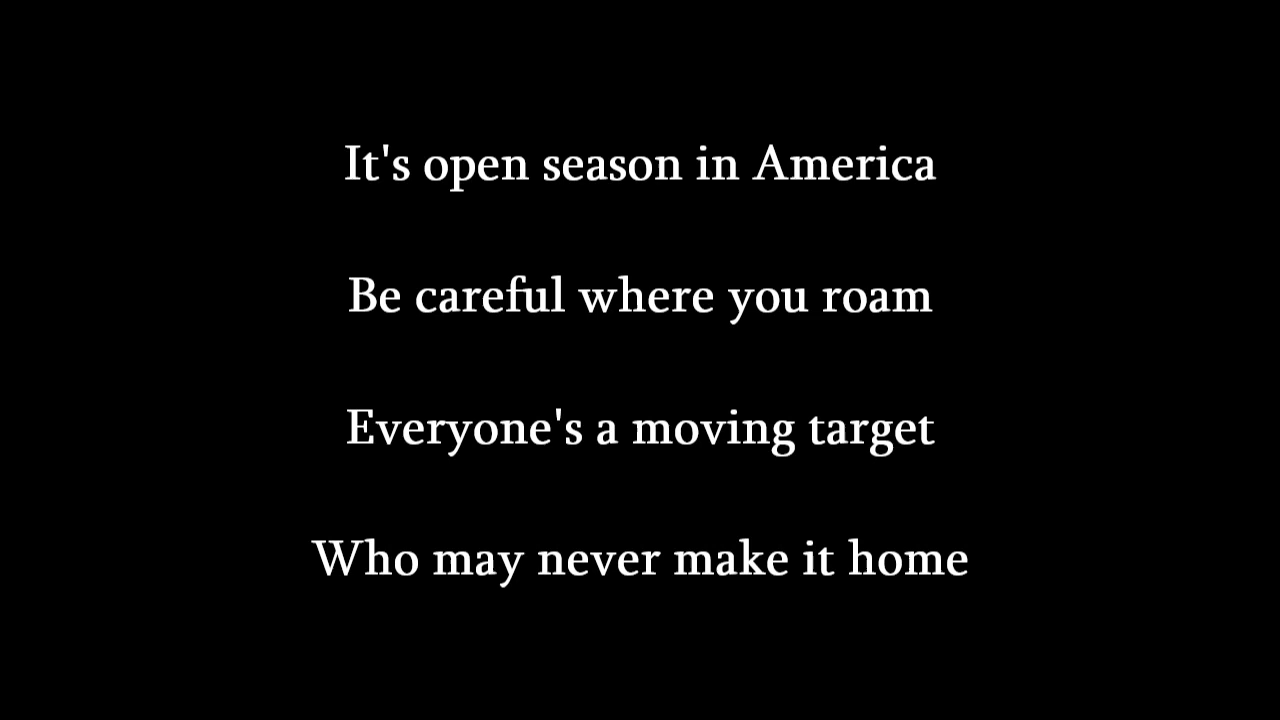 It's open season in America
Be careful where you roam
Everyone's a moving target
Who may never make it home